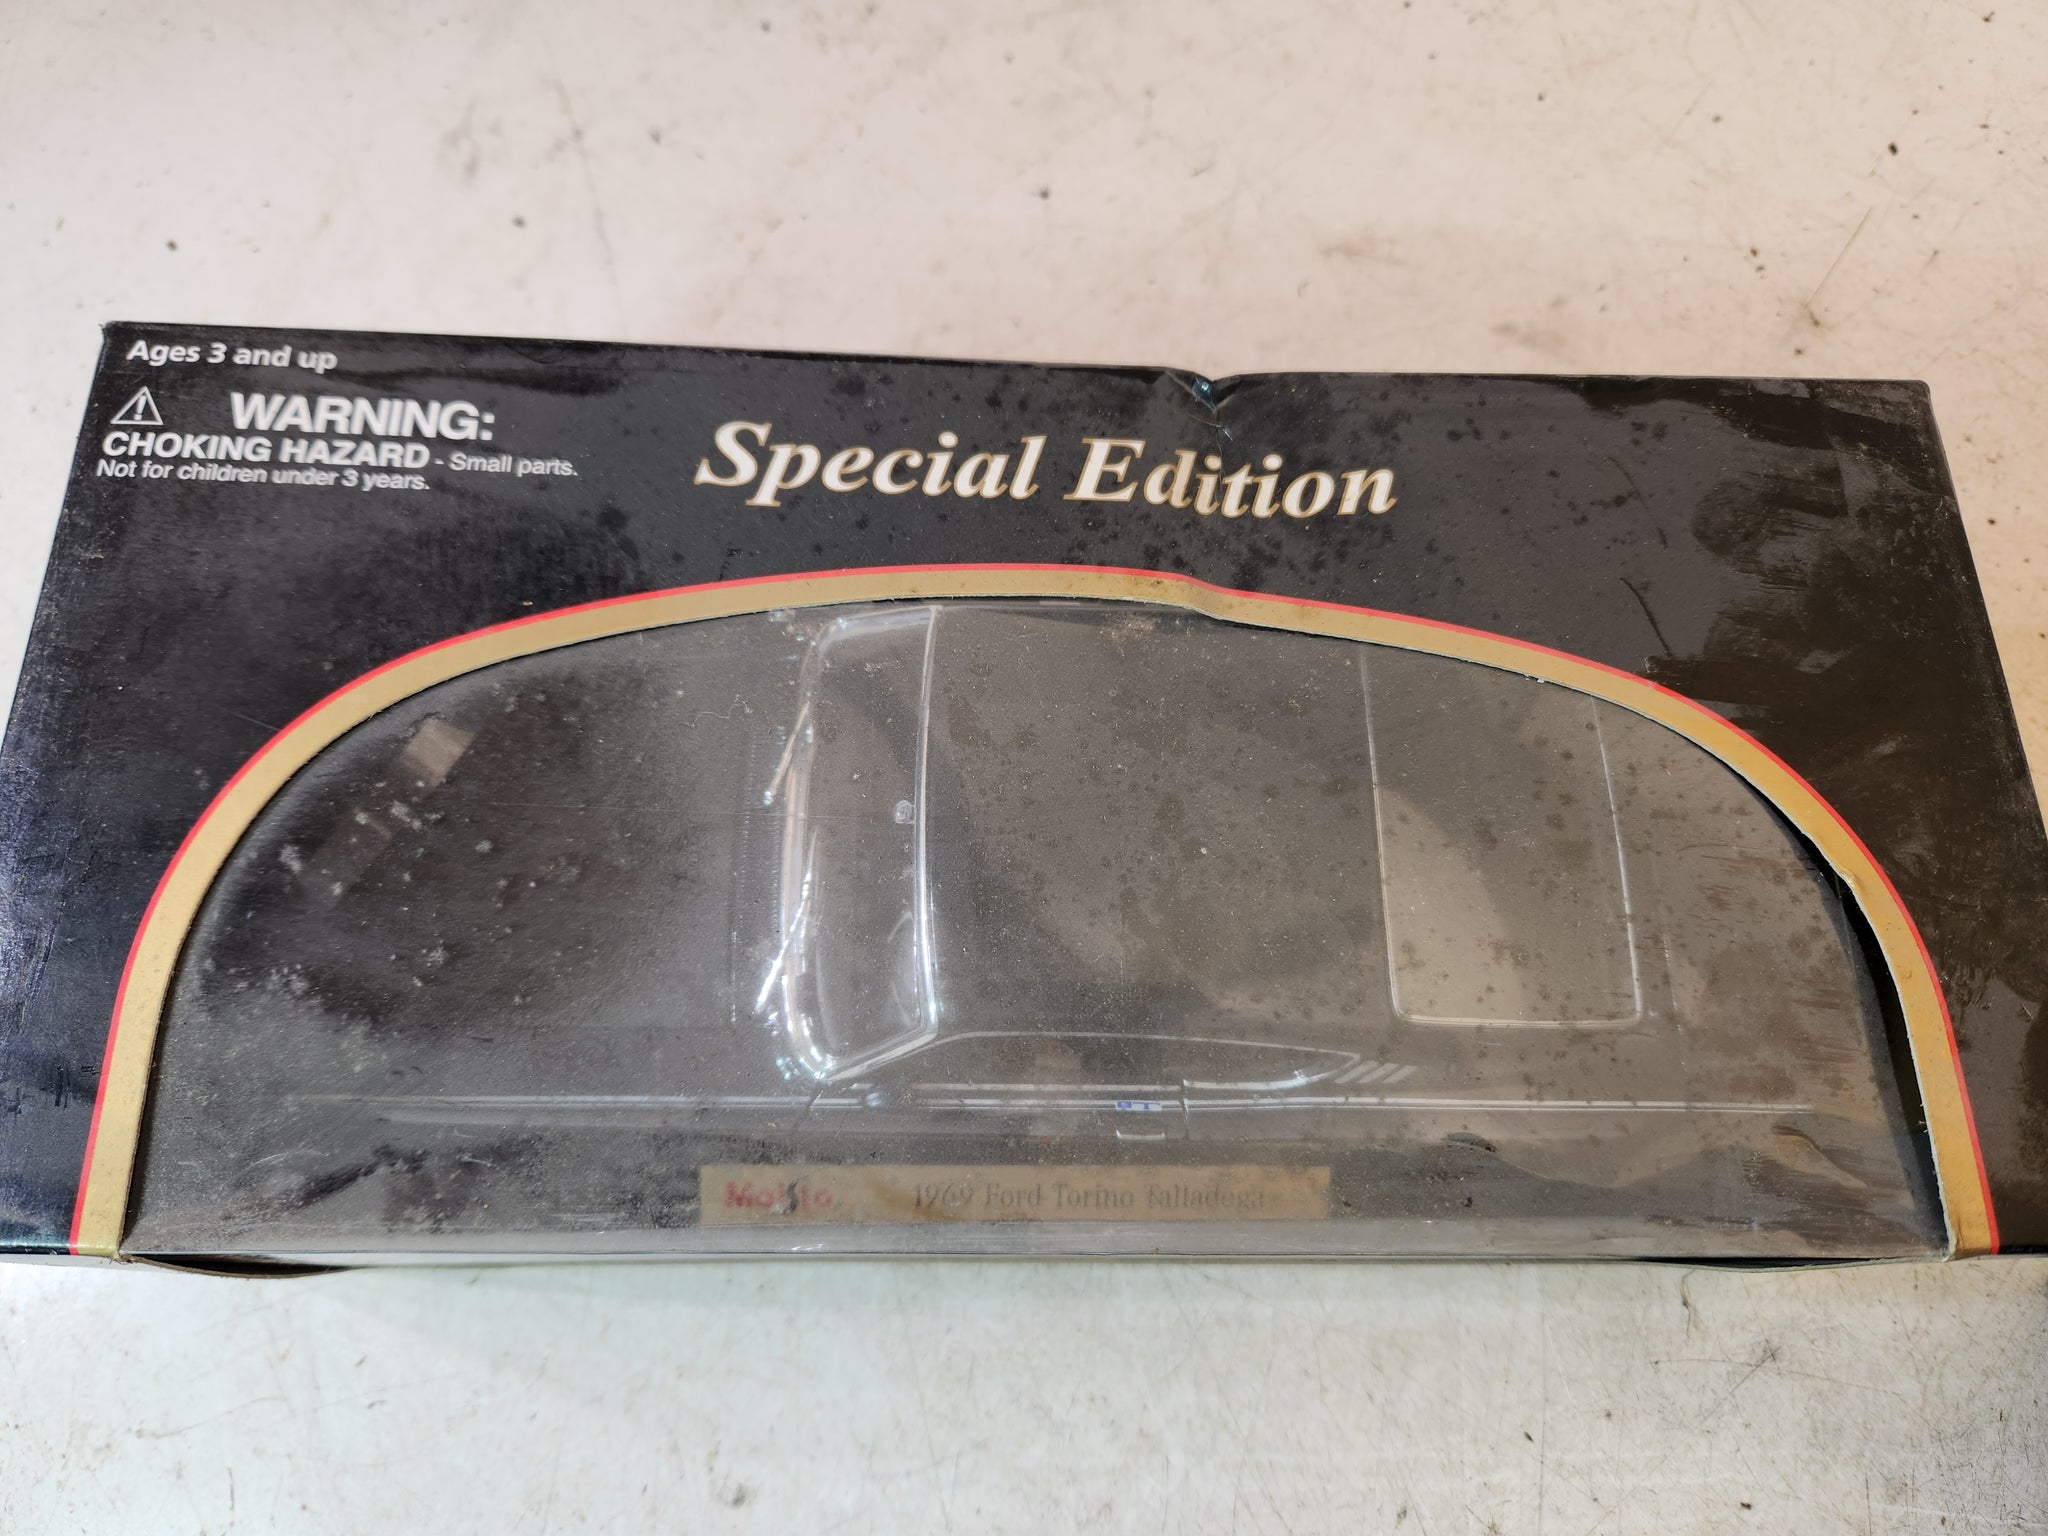 Ages 3 and up
WARNING:
CHOKING HAZARD - Small parts.
Not for children under 3 years.
Special Edition
Maisto 1969 Ford Torino Talladega